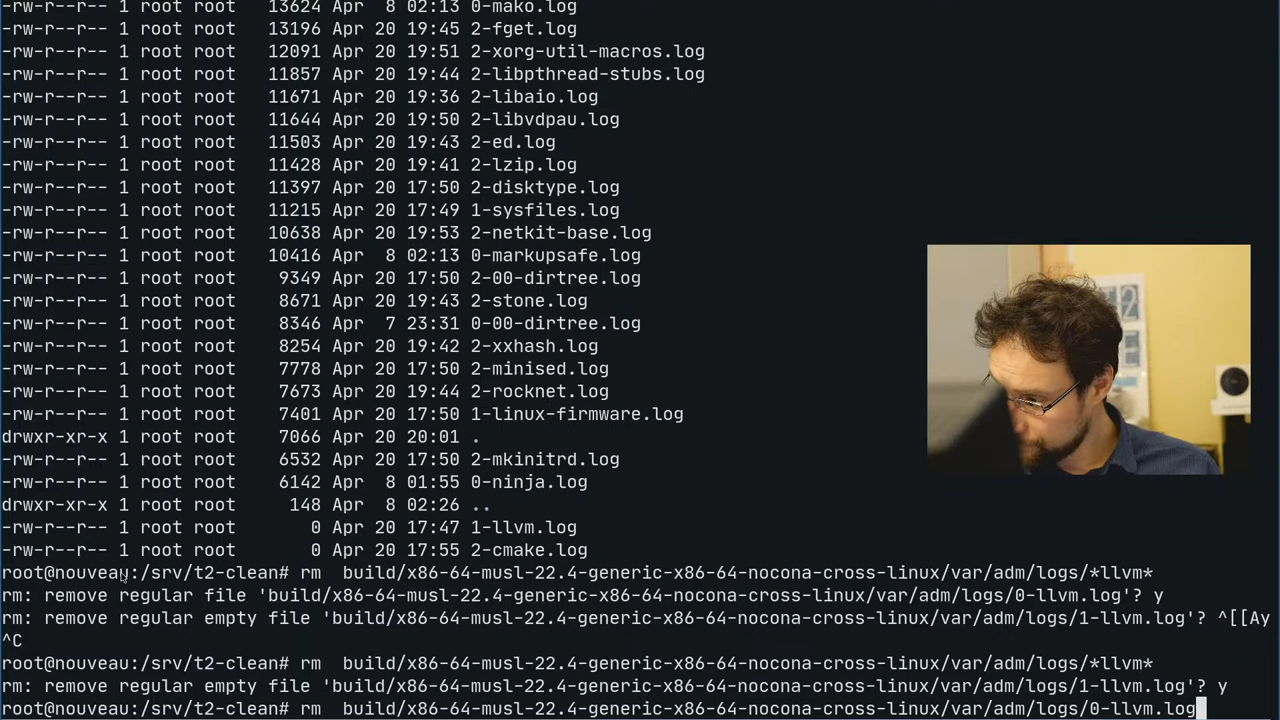 -rw-r--r-- 1 root root   13624 Apr  8 02:13 0-mako.log
-rw-r--r-- 1 root root   13196 Apr 20 19:45 2-fget.log
-rw-r--r-- 1 root root   12091 Apr 20 19:51 2-xorg-util-macros.log
-rw-r--r-- 1 root root   11857 Apr 20 19:44 2-libpthread-stubs.log
-rw-r--r-- 1 root root   11671 Apr 20 19:36 2-libaio.log
-rw-r--r-- 1 root root   11644 Apr 20 19:50 2-libvdpau.log
-rw-r--r-- 1 root root   11503 Apr 20 19:43 2-ed.log
-rw-r--r-- 1 root root   11428 Apr 20 19:41 2-lzip.log
-rw-r--r-- 1 root root   11397 Apr 20 17:50 2-disktype.log
-rw-r--r-- 1 root root   11215 Apr 20 17:49 1-sysfiles.log
-rw-r--r-- 1 root root   10638 Apr 20 19:53 2-netkit-base.log
-rw-r--r-- 1 root root   10416 Apr  8 02:13 0-markupsafe.log
-rw-r--r-- 1 root root    9349 Apr 20 17:50 2-00-dirtree.log
-rw-r--r-- 1 root root    8671 Apr 20 19:43 2-stone.log
-rw-r--r-- 1 root root    8346 Apr  7 23:31 0-00-dirtree.log
-rw-r--r-- 1 root root    8254 Apr 20 19:42 2-xxhash.log
-rw-r--r-- 1 root root    7778 Apr 20 17:50 2-minised.log
-rw-r--r-- 1 root root    7673 Apr 20 19:44 2-rocknet.log
-rw-r--r-- 1 root root    7401 Apr 20 17:50 1-linux-firmware.log
drwxr-xr-x 1 root root    7066 Apr 20 20:01 .
-rw-r--r-- 1 root root    6532 Apr 20 17:50 2-mkinitrd.log
-rw-r--r-- 1 root root    6142 Apr  8 01:55 0-ninja.log
drwxr-xr-x 1 root root     148 Apr  8 02:26 ..
-rw-r--r-- 1 root root       0 Apr 20 17:47 1-llvm.log
-rw-r--r-- 1 root root       0 Apr 20 17:55 2-cmake.log
root@nouveau:/srv/t2-clean# rm  build/x86-64-musl-22.4-generic-x86-64-nocona-cross-linux/var/adm/logs/*llvm*
rm: remove regular file 'build/x86-64-musl-22.4-generic-x86-64-nocona-cross-linux/var/adm/logs/0-llvm.log'? y
rm: remove regular empty file 'build/x86-64-musl-22.4-generic-x86-64-nocona-cross-linux/var/adm/logs/1-llvm.log'? ^[[Ay
^C
root@nouveau:/srv/t2-clean# rm  build/x86-64-musl-22.4-generic-x86-64-nocona-cross-linux/var/adm/logs/*llvm*
rm: remove regular empty file 'build/x86-64-musl-22.4-generic-x86-64-nocona-cross-linux/var/adm/logs/1-llvm.log'? y
root@nouveau:/srv/t2-clean# rm  build/x86-64-musl-22.4-generic-x86-64-nocona-cross-linux/var/adm/logs/0-llvm.log